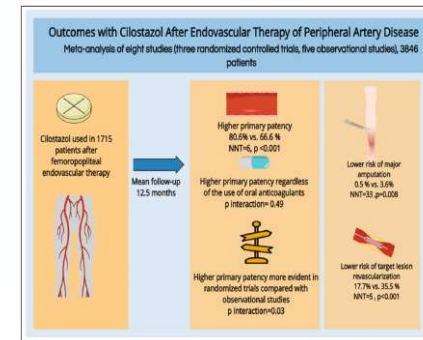 Outcomes with Cilostazol After Endovascular Therapy of Peripheral Artery Disease
Meta-analysis of eight studies (three randomized controlled trials, five observational studies), 3846
patients
Cilostazol used in 1715
patients after
femoropopliteal
endovascular therapy
Mean follow-up
12.5 months
Higher primary patency
80.6% vs. 66.6 %
NNT=6, p <0.001
Higher primary patency regardless
of the use of oral anticoagulants
p interaction= 0.49
Higher primary patency more evident in
randomized trials compared with
observational studies
p interaction=0.03
Lower risk of major
amputation
0.5 % vs. 3.6%
NNT=33 ,p=0.008
Lower risk of target lesion
revascularization
17.7% vs. 35.5 %
NNT=5 , p<0.001